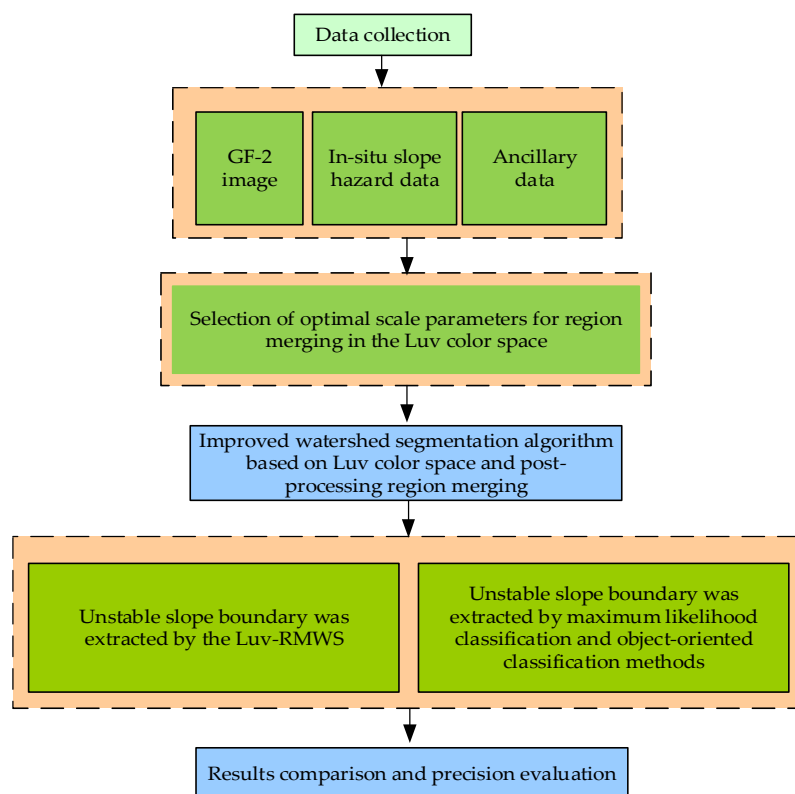 Data collection
GF-2
image
In-situ slope
hazard data
Ancillary
data
Selection of optimal scale parameters for region
merging in the Luv color space
Improved watershed segmentation algorithm
based on Luv color space and post-
processing region merging
Unstable slope boundary was
extracted by the Luv-RMWS
Unstable slope boundary was
extracted by maximum likelihood
classification and object-oriented
classification methods
Results comparison and precision evaluation